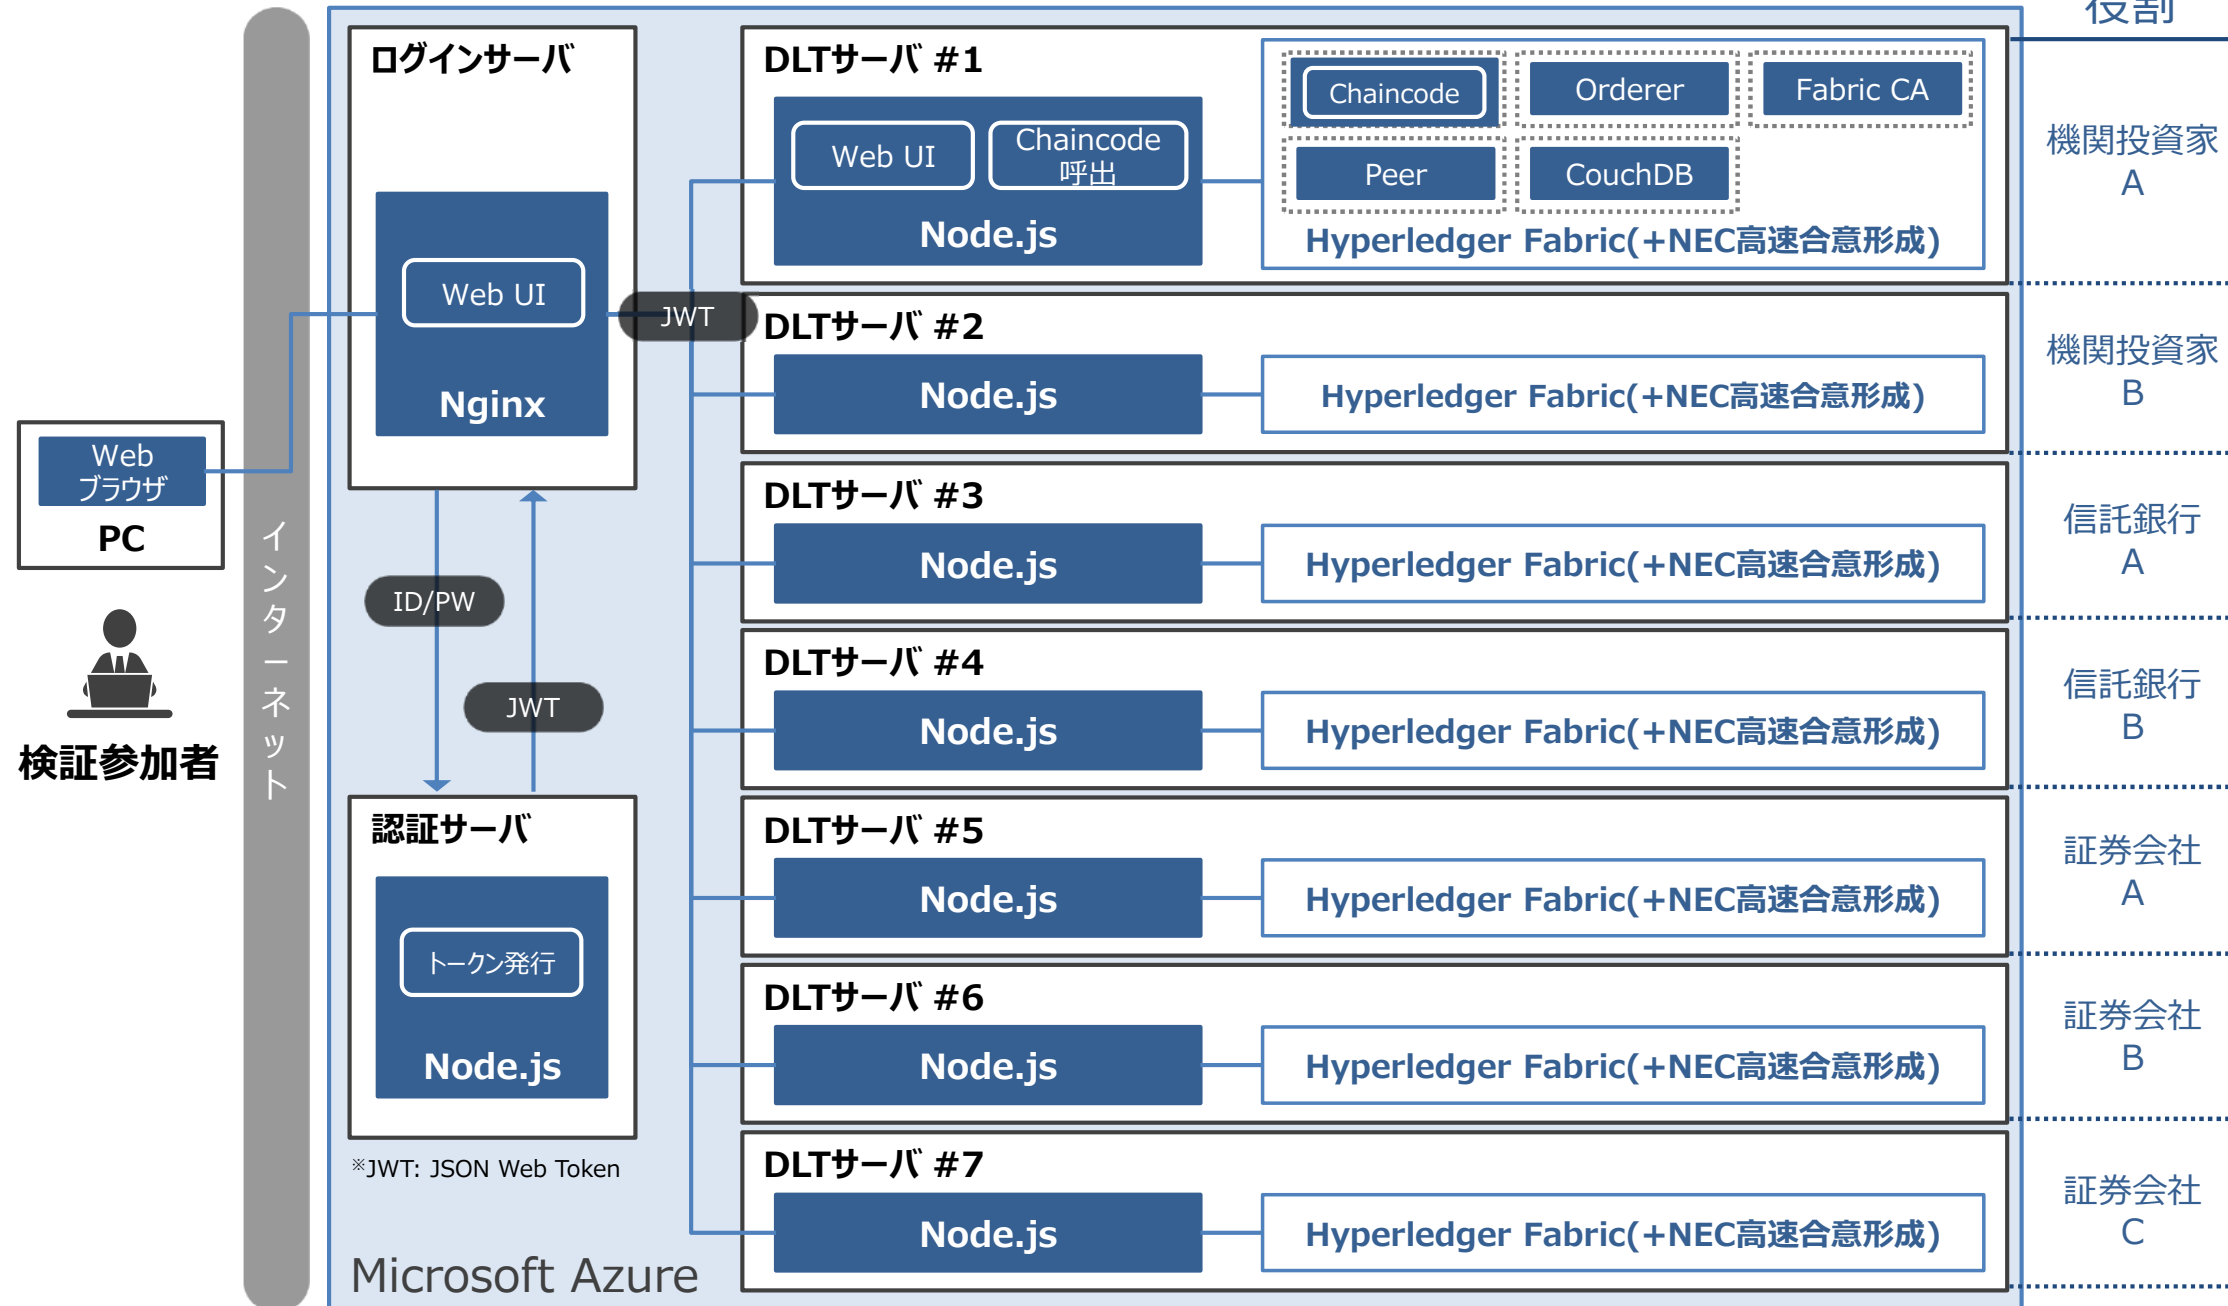 役割
ログインサーバ
Web UI
Nginx
JWT
Web
ブラウザ
PC
検証参加者
インターネット
ID/PW
JWT
認証サーバ
トークン発行
Node.js
※JWT: JSON Web Token
Microsoft Azure
DLTサーバ #1
Web UI
Chaincode
呼出
Node.js
Chaincode
Orderer
Fabric CA
Peer
CouchDB
Hyperledger Fabric(+NEC高速合意形成)
機関投資家
A
DLTサーバ #2
Node.js
Hyperledger Fabric(+NEC高速合意形成)
機関投資家
B
DLTサーバ #3
Node.js
Hyperledger Fabric(+NEC高速合意形成)
信託銀行
A
DLTサーバ #4
Node.js
Hyperledger Fabric(+NEC高速合意形成)
信託銀行
B
DLTサーバ #5
Node.js
Hyperledger Fabric(+NEC高速合意形成)
証券会社
A
DLTサーバ #6
Node.js
Hyperledger Fabric(+NEC高速合意形成)
証券会社
B
DLTサーバ #7
Node.js
Hyperledger Fabric(+NEC高速合意形成)
証券会社
C